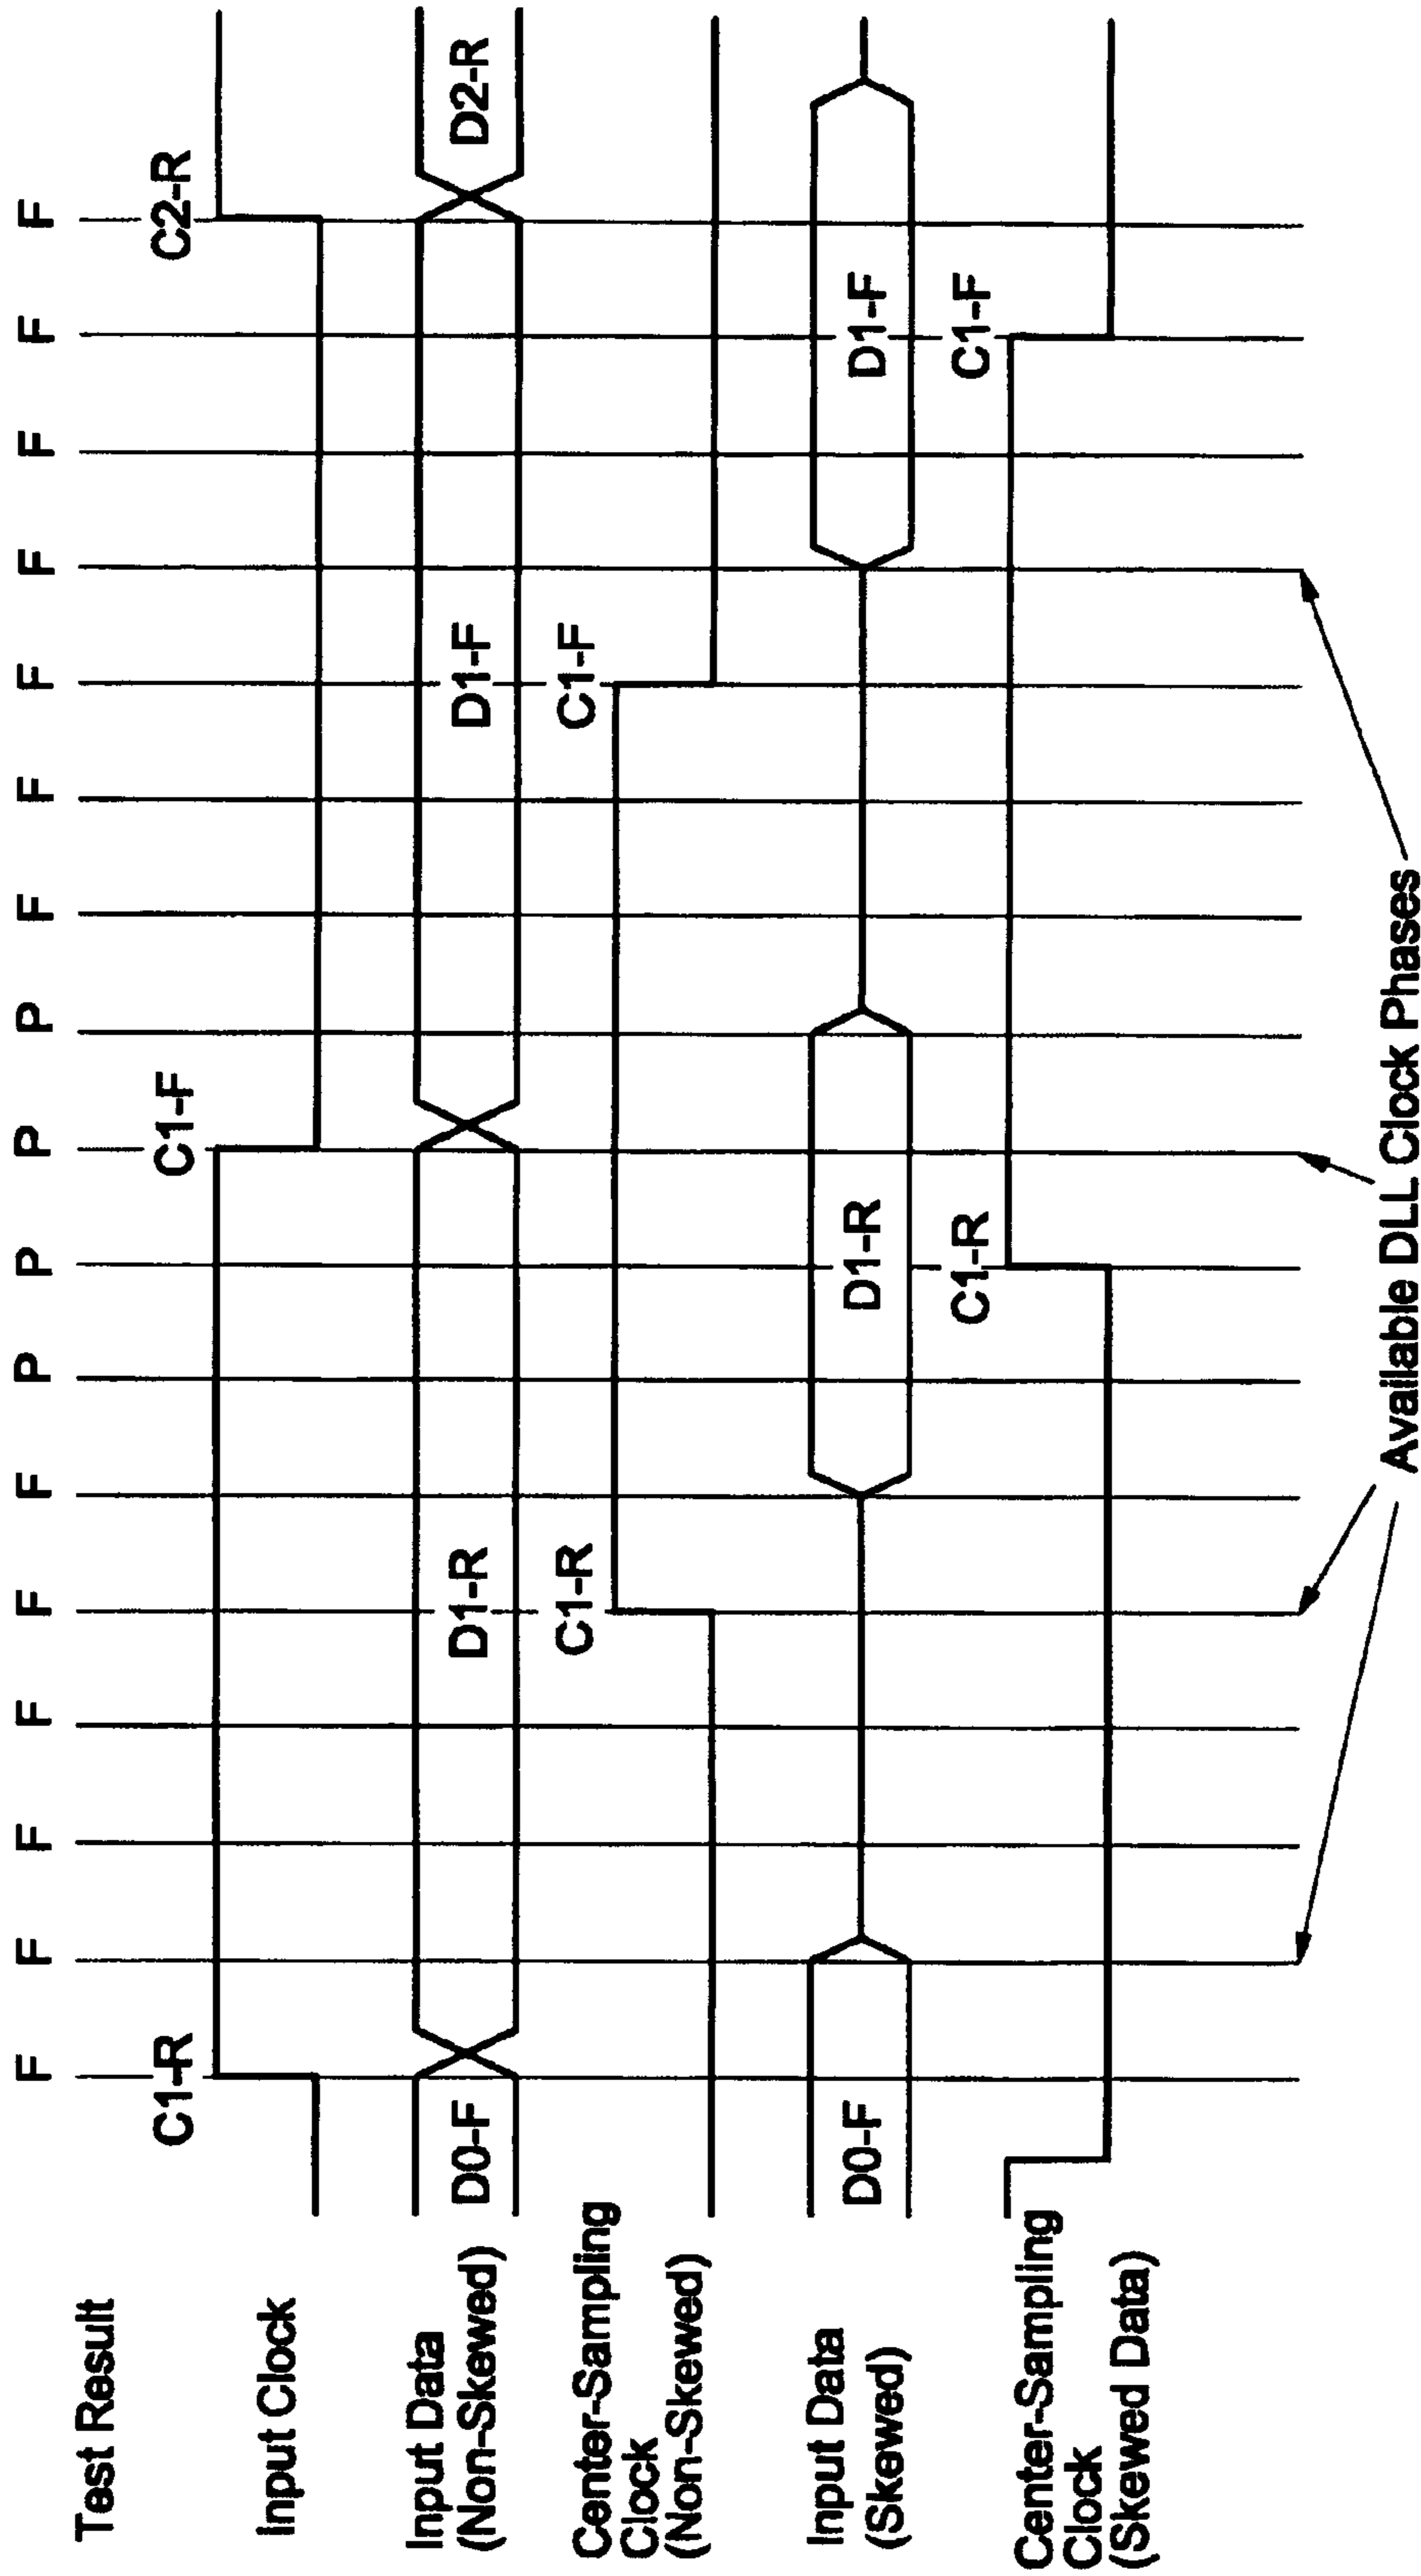 F F F F F F P P P P F F F F F F F
Test Result
C1-R C1-F C2-R
Input Clock
Input Data
(Non-Skewed)
D0-F D1-R D1-F D2-R
Center-Sampling
Clock
(Non-Skewed)
C1-R C1-F
Input Data
(Skewed)
D0-F D1-R D1-F
Center-Sampling
Clock
(Skewed Data)
C1-R C1-F
Available DLL Clock Phases